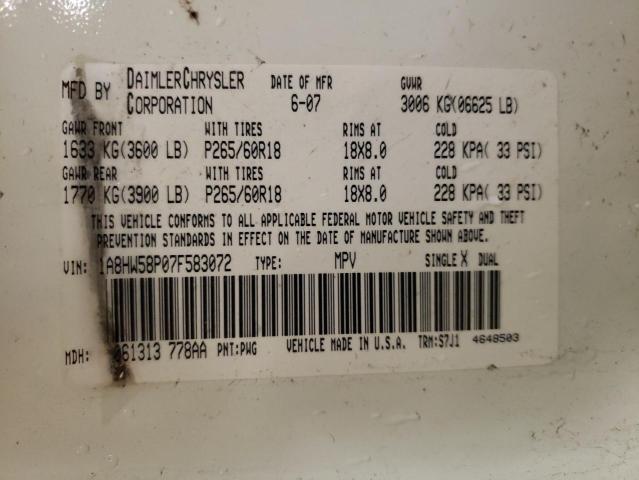 MFD BY DAIMLERCHRYSLER CORPORATION DATE OF MFR 6-07 GVWR 3006 KG(06625 LB)
GAWR FRONT WITH TIRES RIMS AT COLD
1633 KG(3600 LB) P265/60R18 18X8.0 228 KPA( 33 PSI)
GAWR REAR WITH TIRES RIMS AT COLD
1770 KG(3900 LB) P265/60R18 18X8.0 228 KPA( 33 PSI)
THIS VEHICLE CONFORMS TO ALL APPLICABLE FEDERAL MOTOR VEHICLE SAFETY AND THEFT
PREVENTION STANDARDS IN EFFECT ON THE DATE OF MANUFACTURE SHOWN ABOVE.
VIN: 1A8HW58P07F583072 TYPE: MPV SINGLE X DUAL
MDH: 061313 778AA PNT:PWG VEHICLE MADE IN U.S.A. TRM:S7J1 4648503